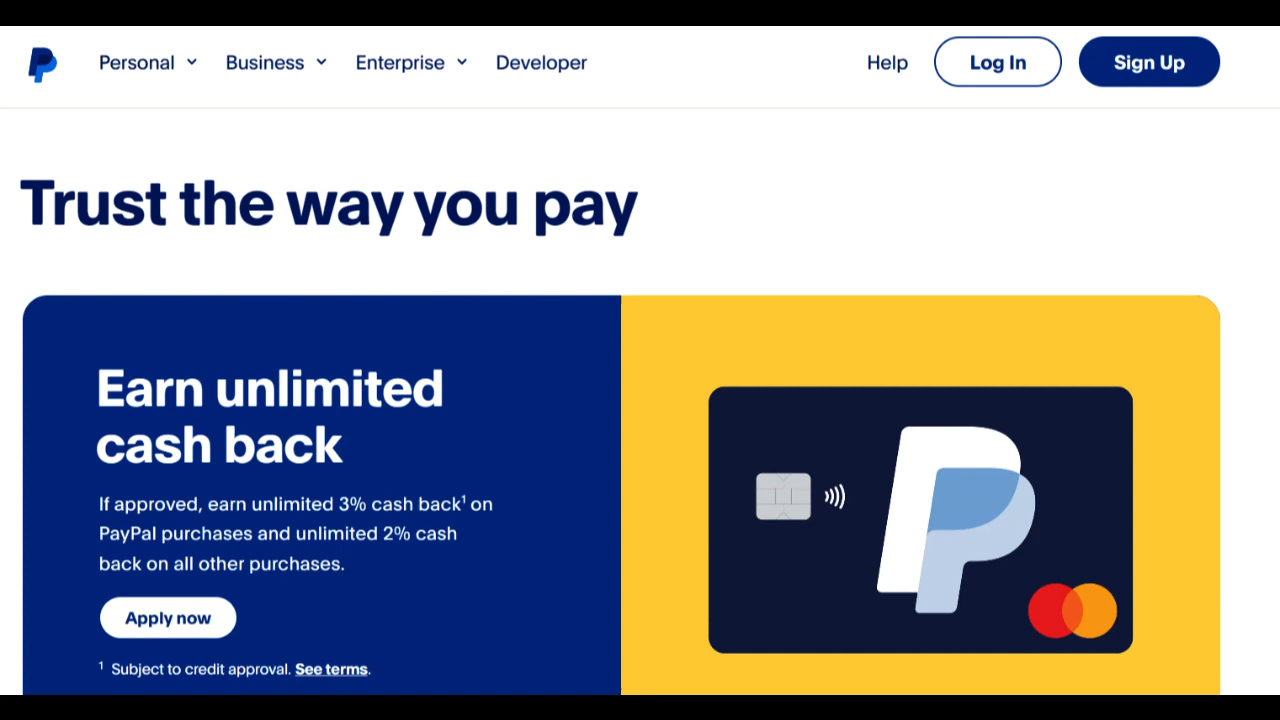 Personal Business Enterprise Developer Help Log In Sign Up
Trust the way you pay
Earn unlimited
cash back
If approved, earn unlimited 3% cash back¹ on
PayPal purchases and unlimited 2% cash
back on all other purchases.
Apply now
¹ Subject to credit approval. See terms.